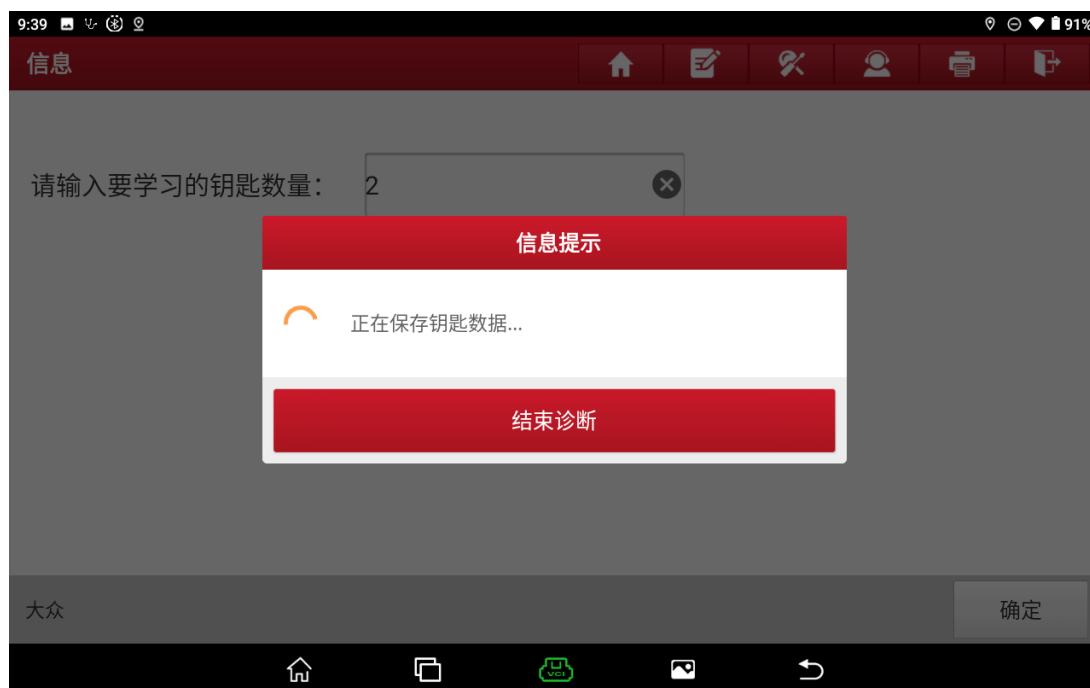 9:39
91%
信息
请输入要学习的钥匙数量:
2
信息提示
正在保存钥匙数据...
结束诊断
大众
确定
VCI